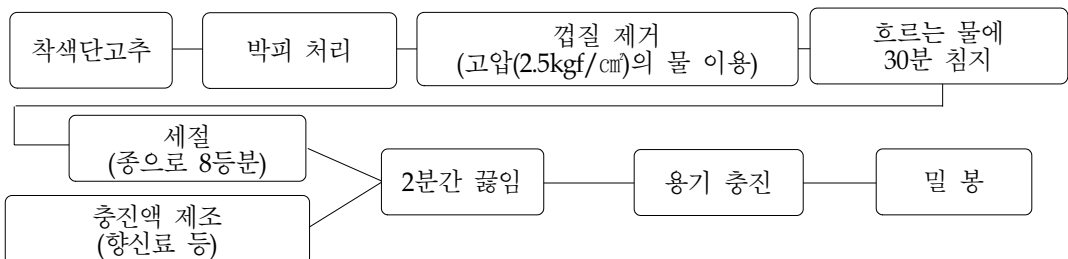 착색단고추
박피 처리
껍질 제거
(고압(2.5kgf/㎠)의 물 이용)
흐르는 물에
30분 침지
세절
(종으로 8등분)
충진액 제조
(향신료 등)
2분간 끓임
용기 충진
밀 봉